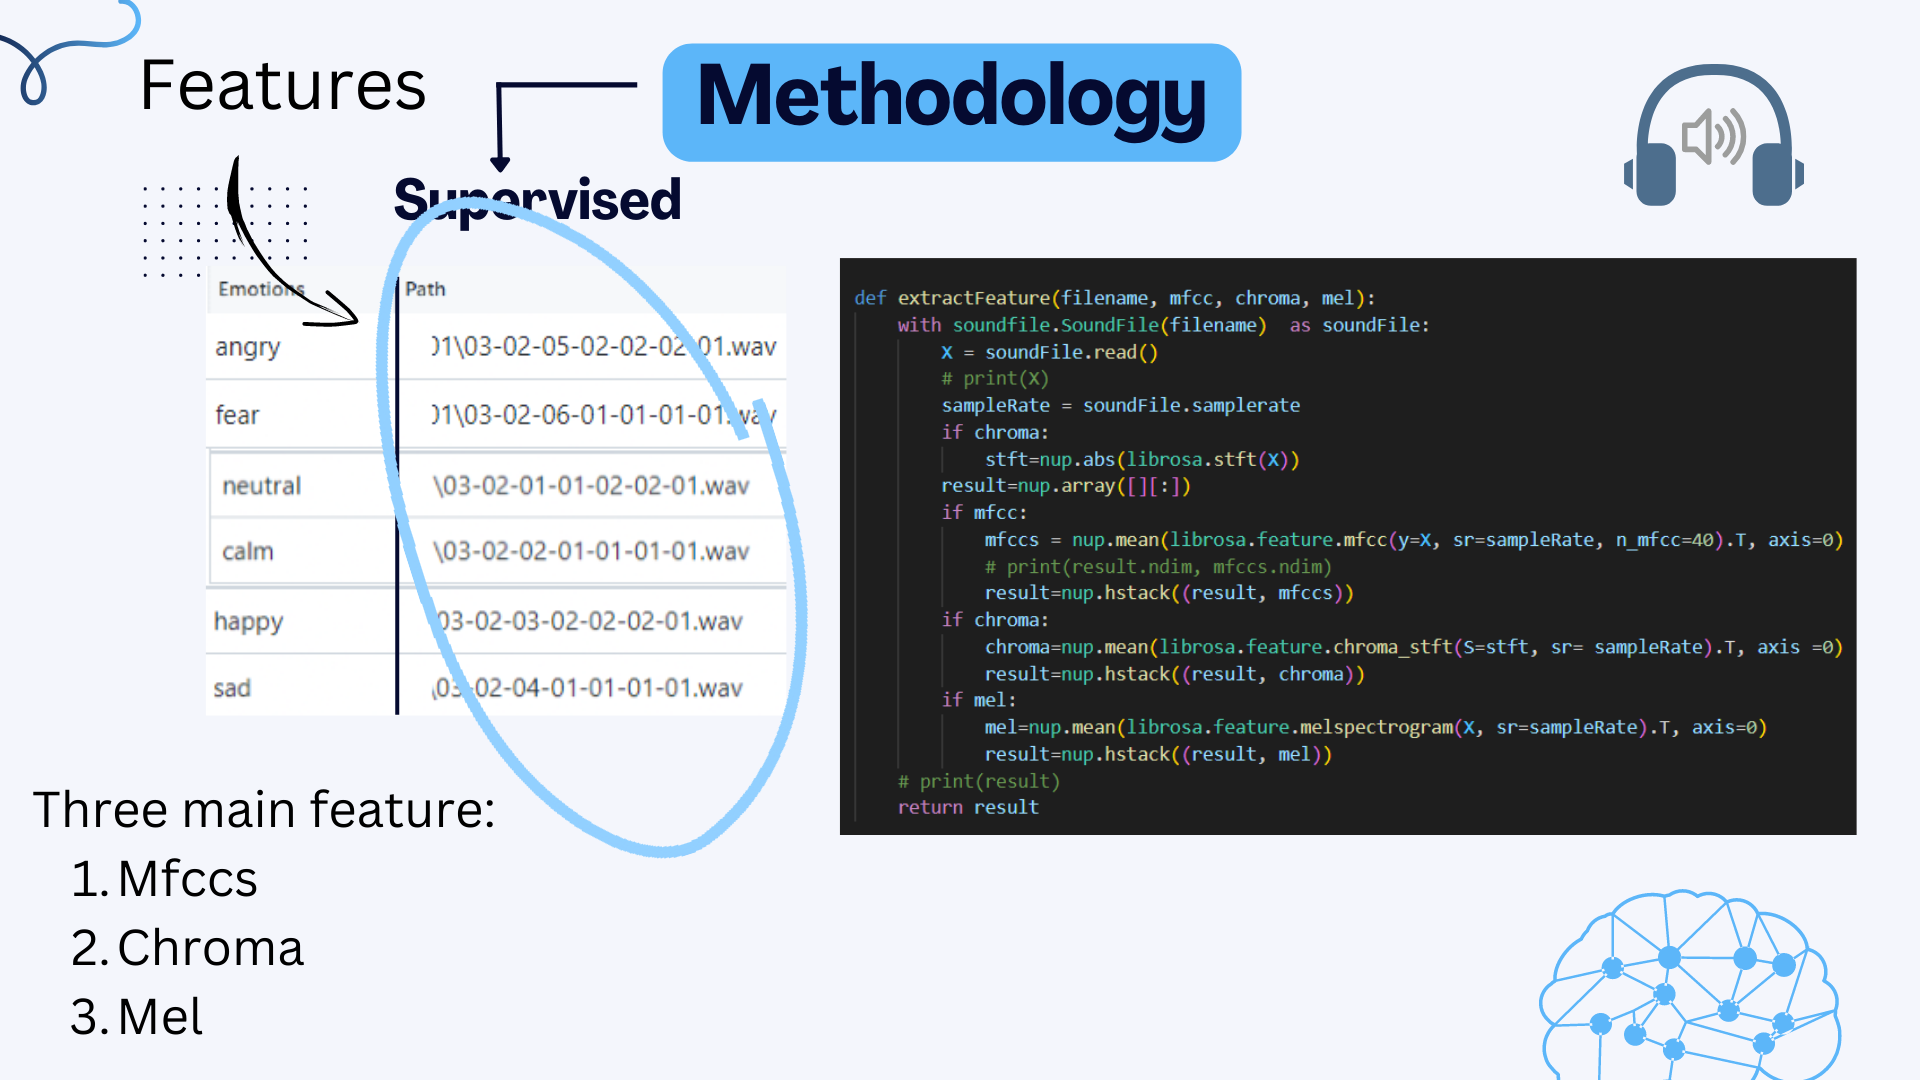 Features
Methodology
Supervised
Emotions Path
angry 01\03-02-05-02-02-02-01.wav
fear 01\03-02-06-01-01-01-01.wav
neutral \03-02-01-01-02-02-01.wav
calm \03-02-02-01-01-01-01.wav
happy 03-02-03-02-02-02-01.wav
sad \03-02-04-01-01-01-01.wav
Three main feature:
1. Mfccs
2. Chroma
3. Mel
def extractFeature(filename, mfcc, chroma, mel):
    with soundfile.SoundFile(filename)  as soundFile:
        X = soundFile.read()
        # print(X)
        sampleRate = soundFile.samplerate
        if chroma:
            stft=nup.abs(librosa.stft(X))
        result=nup.array([][:])
        if mfcc:
            mfccs = nup.mean(librosa.feature.mfcc(y=X, sr=sampleRate, n_mfcc=40).T, axis=0)
            # print(result.ndim, mfccs.ndim)
            result=nup.hstack((result, mfccs))
        if chroma:
            chroma=nup.mean(librosa.feature.chroma_stft(S=stft, sr= sampleRate).T, axis =0)
            result=nup.hstack((result, chroma))
        if mel:
            mel=nup.mean(librosa.feature.melspectrogram(X, sr=sampleRate).T, axis=0)
            result=nup.hstack((result, mel))
    # print(result)
    return result